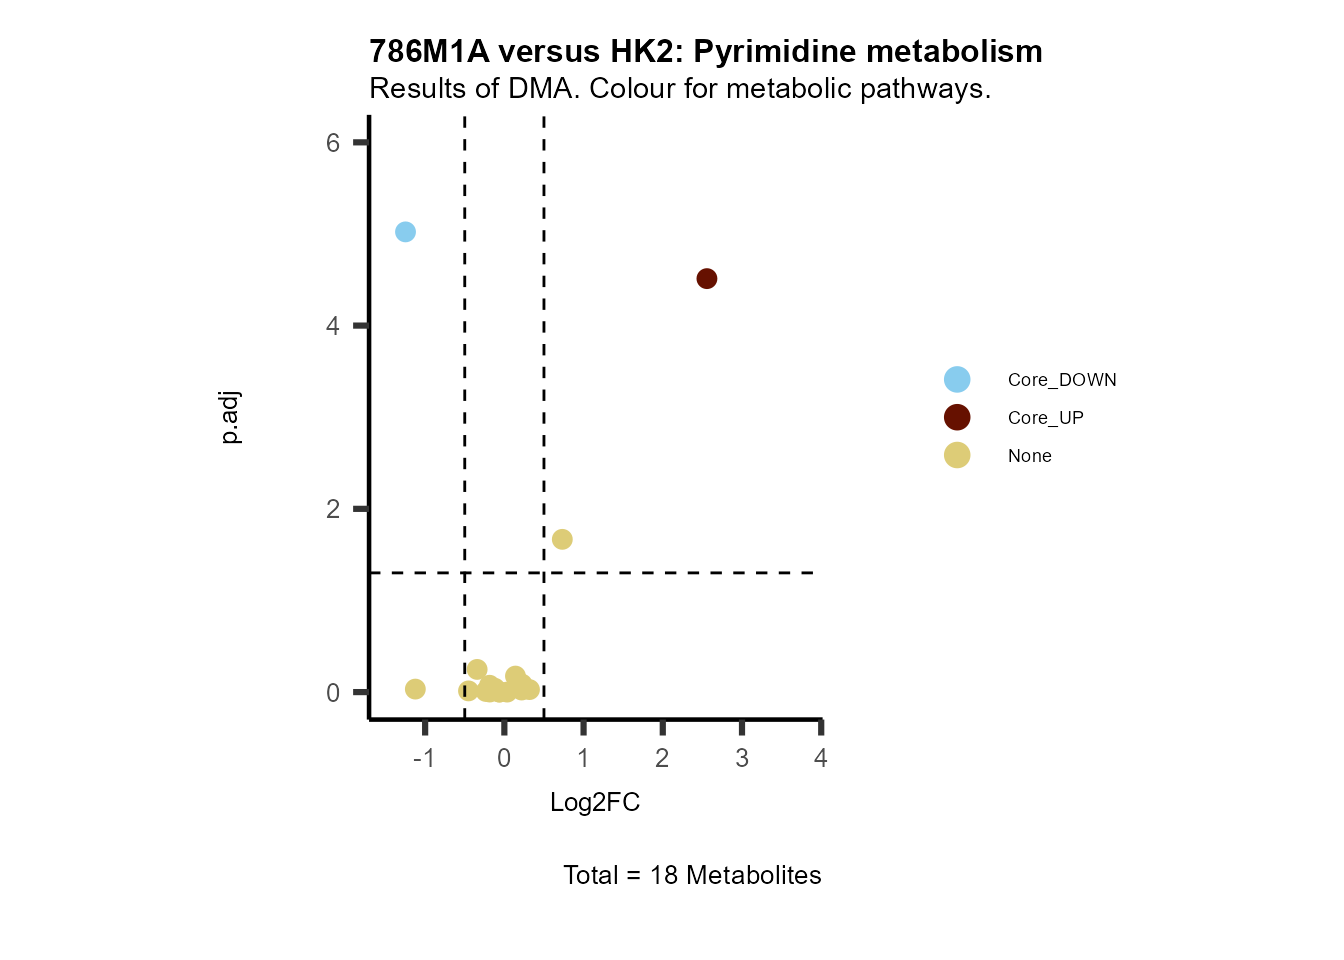 786M1A versus HK2: Pyrimidine metabolism
Results of DMA. Colour for metabolic pathways.
6
4
2
0
p.adj
-1 0 1 2 3 4
Log2FC
Core_DOWN
Core_UP
None
Total = 18 Metabolites